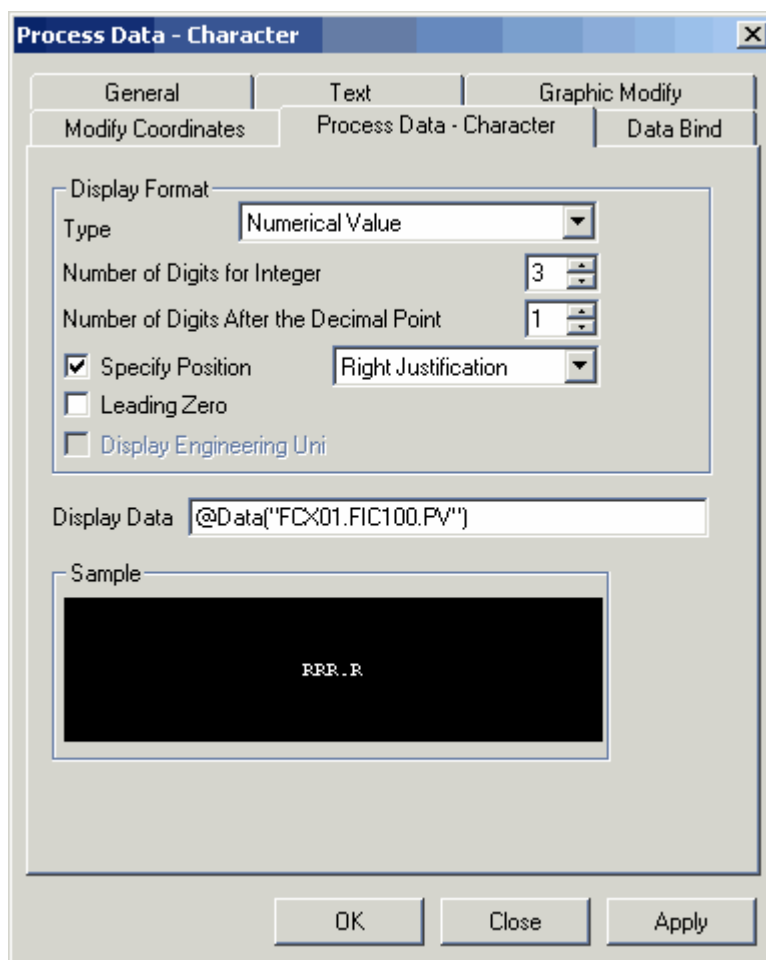 Process Data - Character
General Text Graphic Modify
Modify Coordinates Process Data - Character Data Bind
Display Format
Type Numerical Value
Number of Digits for Integer 3
Number of Digits After the Decimal Point 1
Specify Position Right Justification
Leading Zero
Display Engineering Uni
Display Data @Data("FCX01.FIC100.PV")
Sample
RRR.R
OK Close Apply